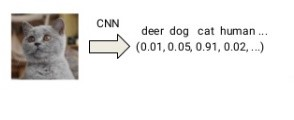 CNN
deer dog cat human ...
(0.01, 0.05, 0.91, 0.02, ...)